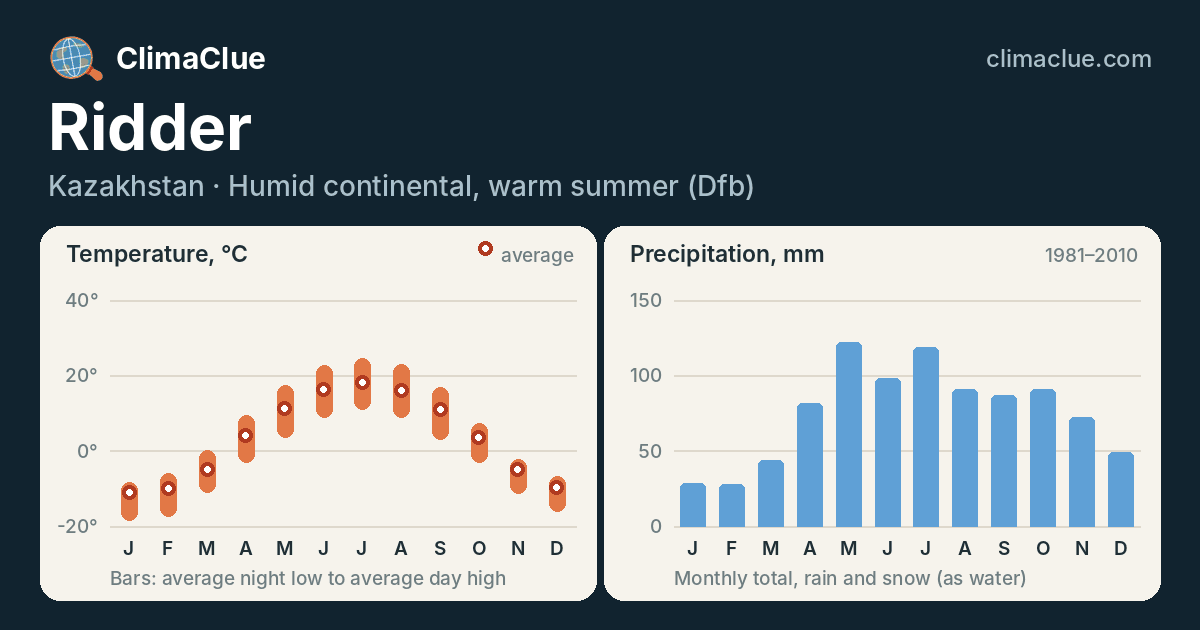 ClimaClue
climaclue.com
Ridder
Kazakhstan · Humid continental, warm summer (Dfb)
Temperature, °C
average
40°
20°
0°
-20°
J F M A M J J A S O N D
Bars: average night low to average day high
Precipitation, mm
1981–2010
150
100
50
0
J F M A M J J A S O N D
Monthly total, rain and snow (as water)